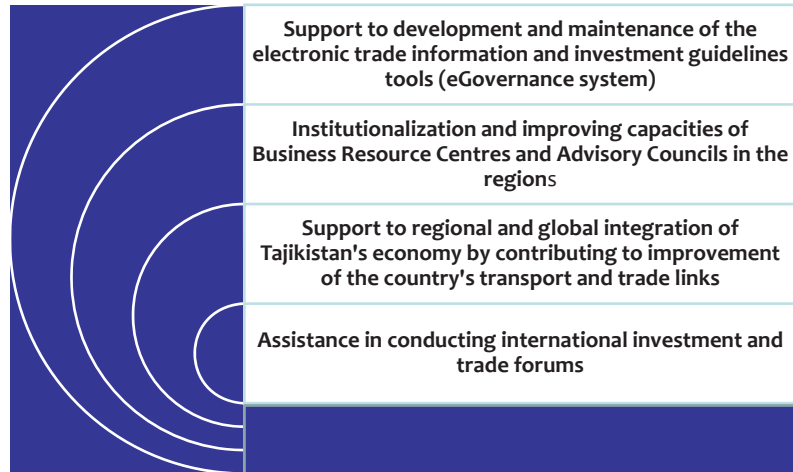 Support to development and maintenance of the
electronic trade information and investment guidelines
tools (eGovernance system)
Institutionalization and improving capacities of
Business Resource Centres and Advisory Councils in the
regions
Support to regional and global integration of
Tajikistan's economy by contributing to improvement
of the country's transport and trade links
Assistance in conducting international investment and
trade forums